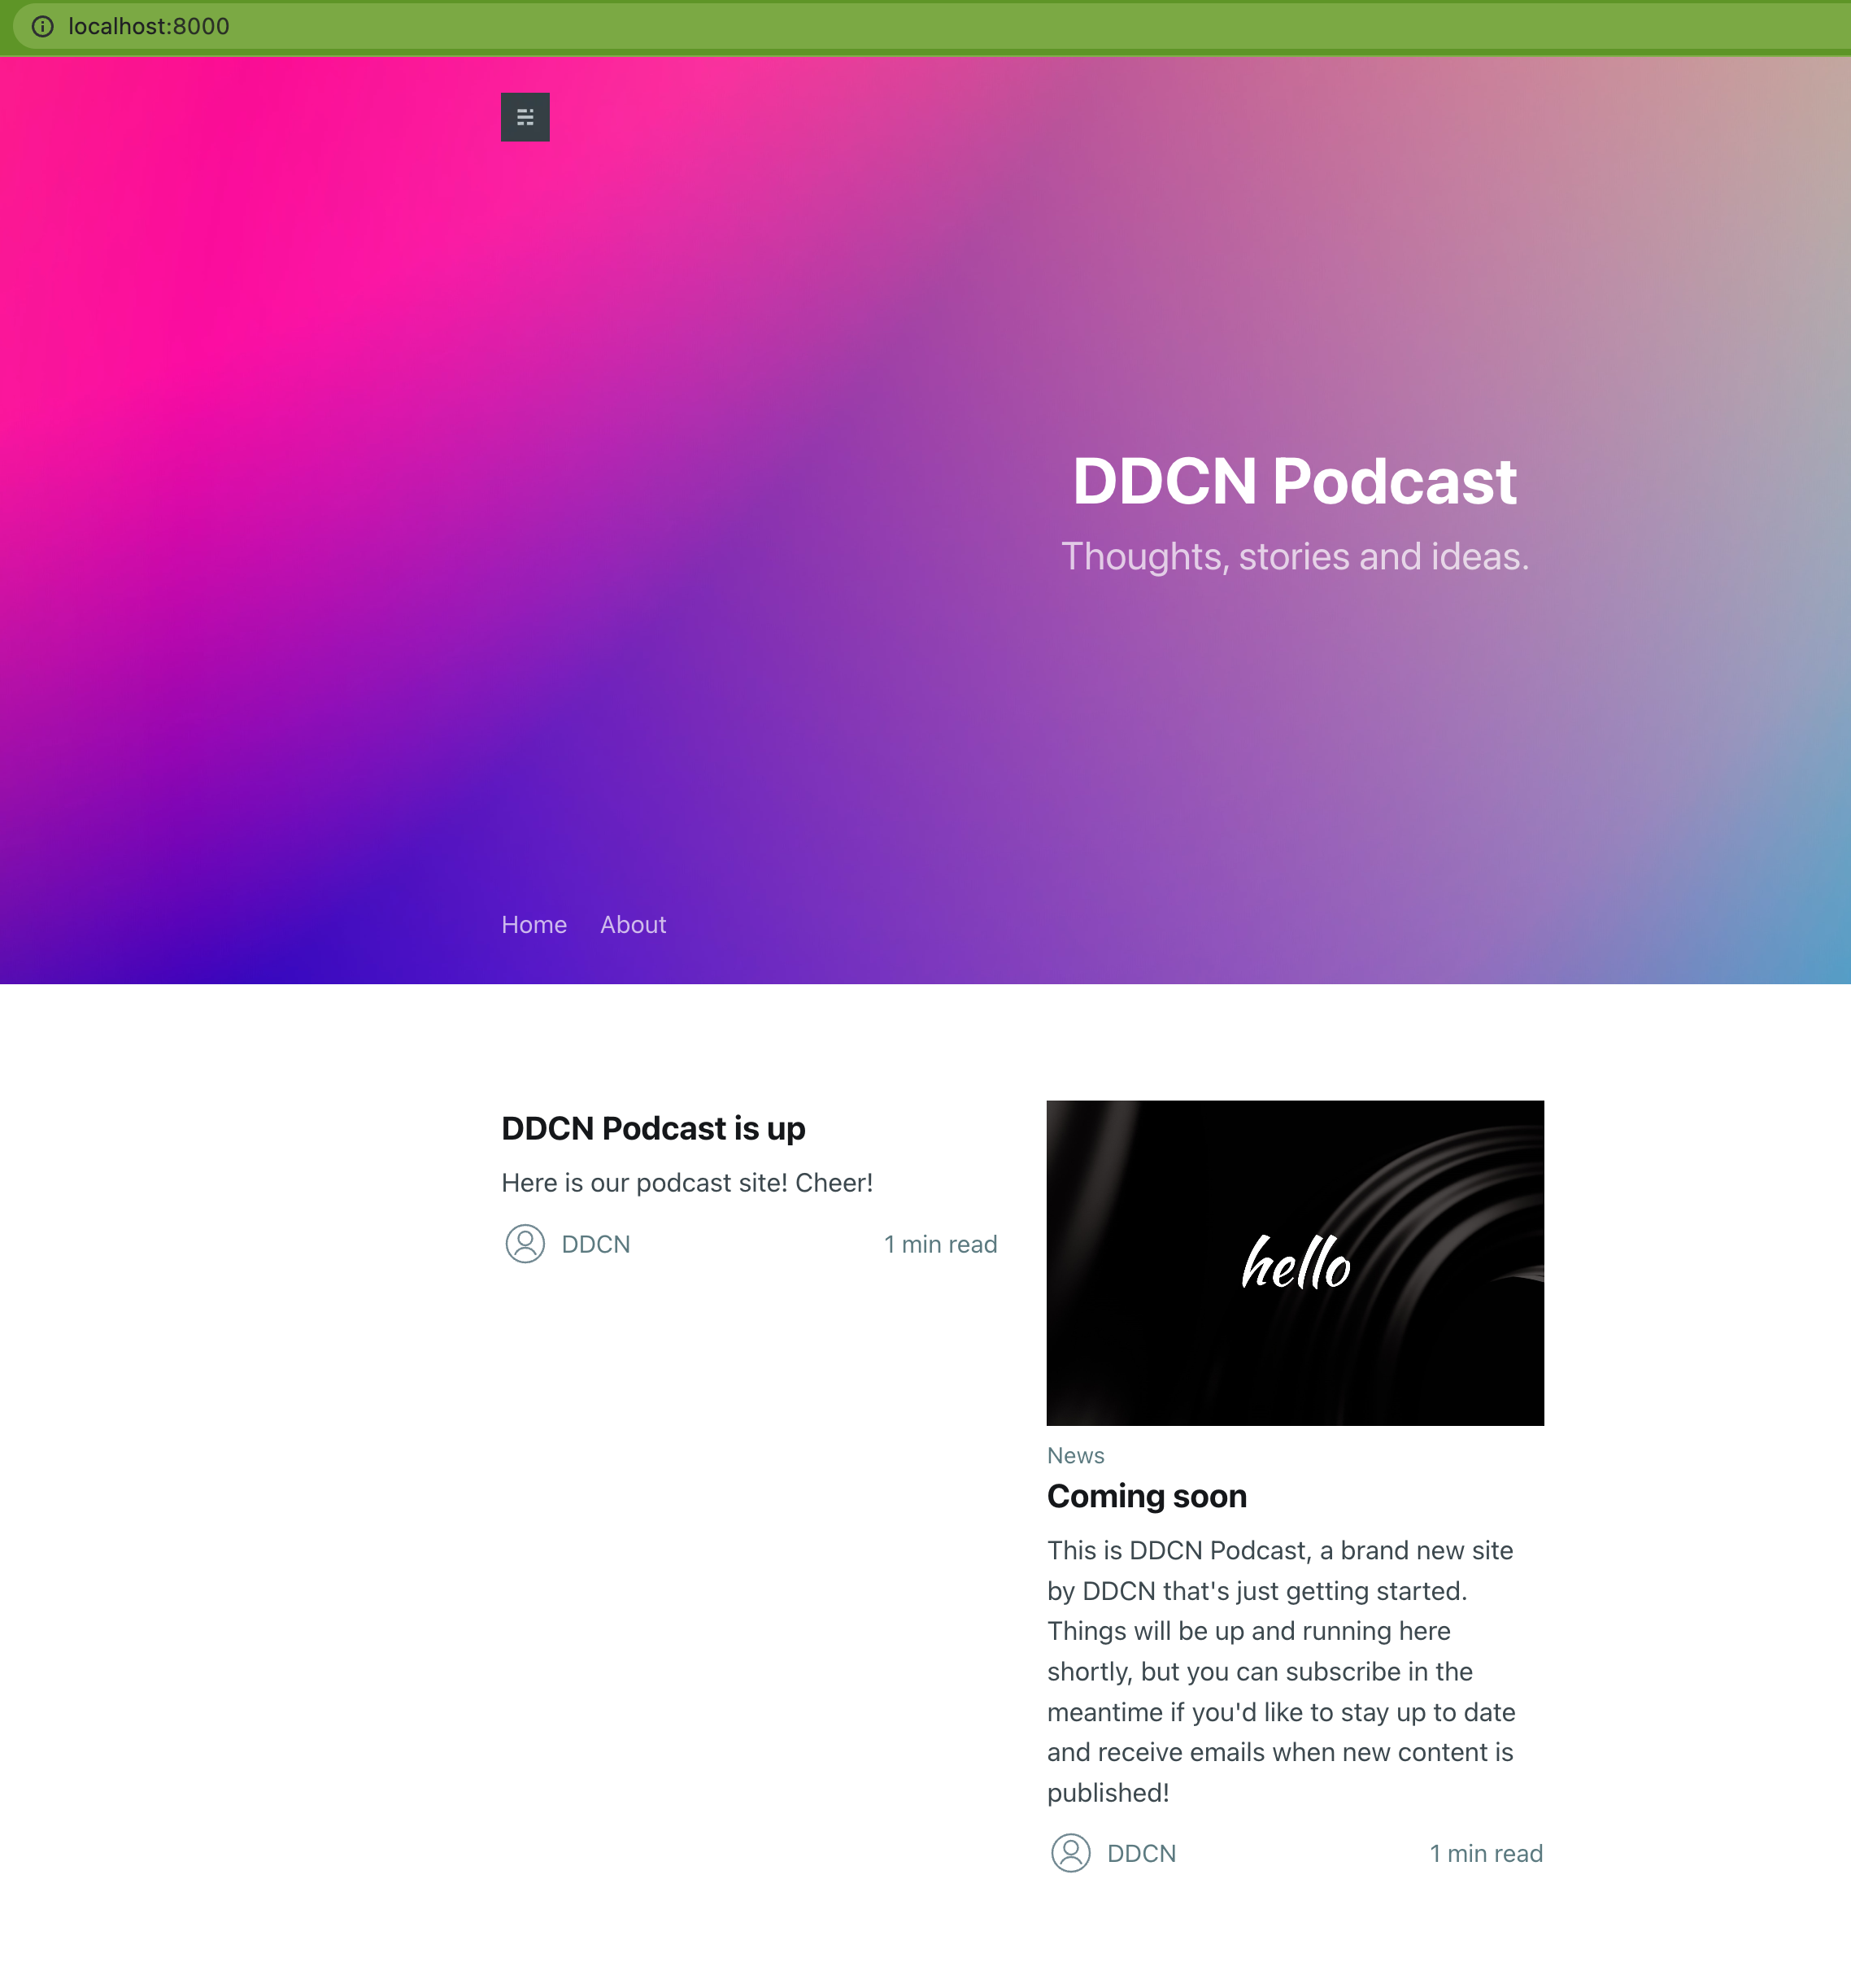 localhost:8000
DDCN Podcast
Thoughts, stories and ideas.
Home About
DDCN Podcast is up
Here is our podcast site! Cheer!
DDCN 1 min read
hello
News
Coming soon
This is DDCN Podcast, a brand new site
by DDCN that's just getting started.
Things will be up and running here
shortly, but you can subscribe in the
meantime if you'd like to stay up to date
and receive emails when new content is
published!
DDCN 1 min read